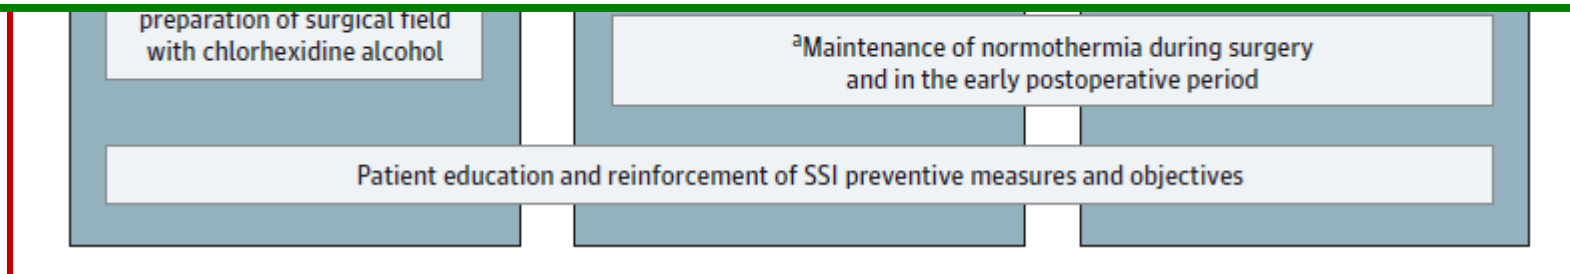 preparation of surgical field
with chlorhexidine alcohol
ᵃMaintenance of normothermia during surgery
and in the early postoperative period
Patient education and reinforcement of SSI preventive measures and objectives